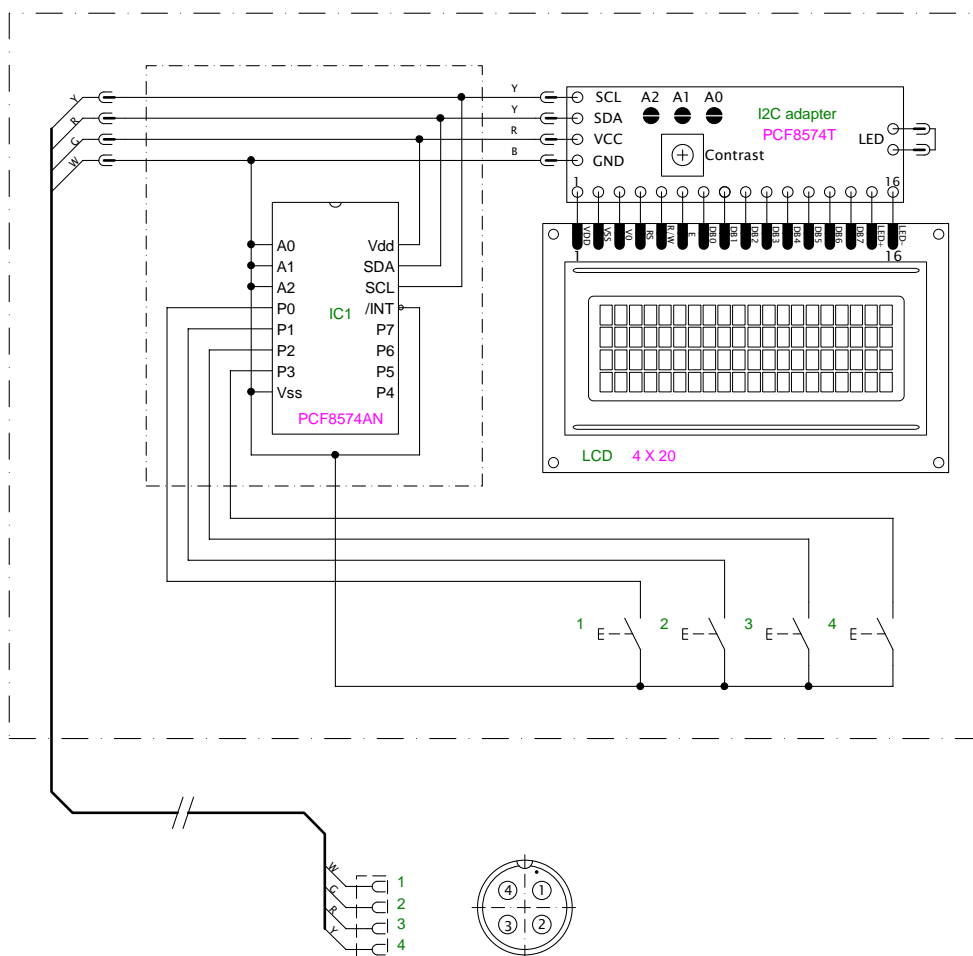 Y
R
G
W
Y
Y
R
B
SCL A2 A1 A0
SDA
VCC
GND
I2C adapter
PCF8574T
LED
Contrast
1 16
VDD VSS V0 RS R/W E DB0 DB1 DB2 DB3 DB4 DB5 DB6 DB7 LED+ LED-
1 16
A0 Vdd
A1 SDA
A2 SCL
P0 /INT
IC1
P1 P7
P2 P6
P3 P5
Vss P4
PCF8574AN
LCD 4 X 20
1 2 3 4
W 1
G 2
R 3
Y 4
4 1
3 2